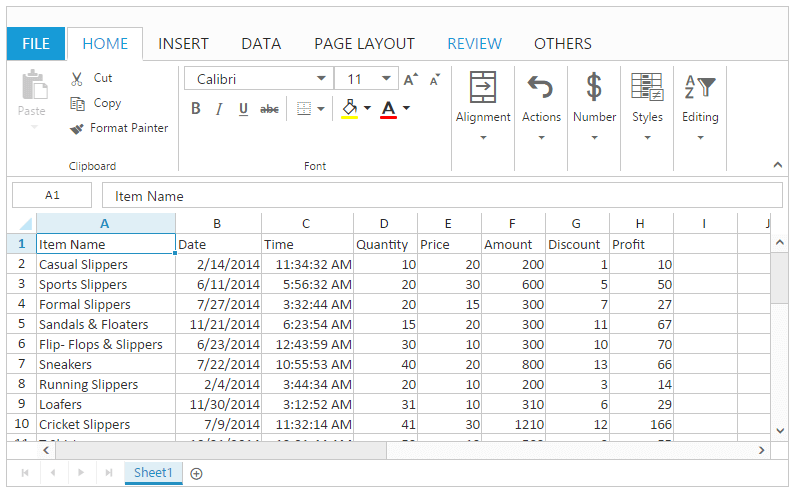 FILE HOME INSERT DATA PAGE LAYOUT REVIEW OTHERS
Paste
Cut
Copy
Format Painter
Clipboard
Calibri 11 A A
B I U abc A
Font
Alignment
Actions
$
Number
Styles
A Z
Editing
A1 Item Name
A B C D E F G H I J
1 Item Name Date Time Quantity Price Amount Discount Profit
2 Casual Slippers 2/14/2014 11:34:32 AM 10 20 200 1 10
3 Sports Slippers 6/11/2014 5:56:32 AM 20 30 600 5 50
4 Formal Slippers 7/27/2014 3:32:44 AM 20 15 300 7 27
5 Sandals & Floaters 11/21/2014 6:23:54 AM 15 20 300 11 67
6 Flip- Flops & Slippers 6/23/2014 12:43:59 AM 30 10 300 10 70
7 Sneakers 7/22/2014 10:55:53 AM 40 20 800 13 66
8 Running Slippers 2/4/2014 3:44:34 AM 20 10 200 3 14
9 Loafers 11/30/2014 3:12:52 AM 31 10 310 6 29
10 Cricket Slippers 7/9/2014 11:32:14 AM 41 30 1210 12 166
Sheet1